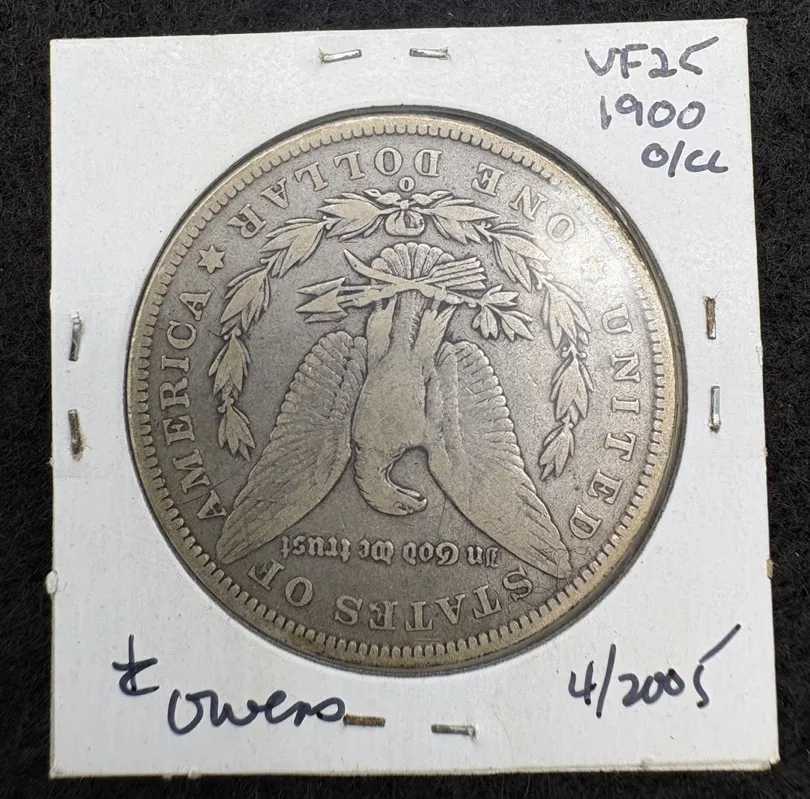 VF25
1900
O/CC
UNITED STATES OF AMERICA
ONE DOLLAR
O
In God we trust
Owens
4/2005